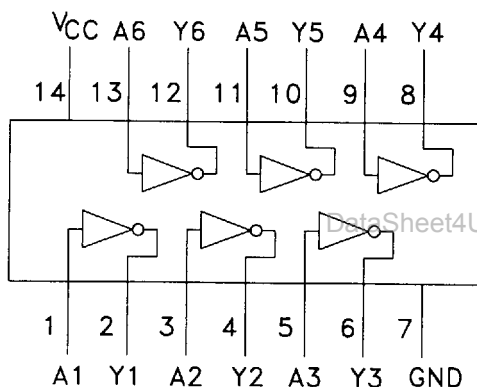 VCC A6 Y6 A5 Y5 A4 Y4
14 13 12 11 10 9 8
DataSheet4U
1 2 3 4 5 6 7
A1 Y1 A2 Y2 A3 Y3 GND